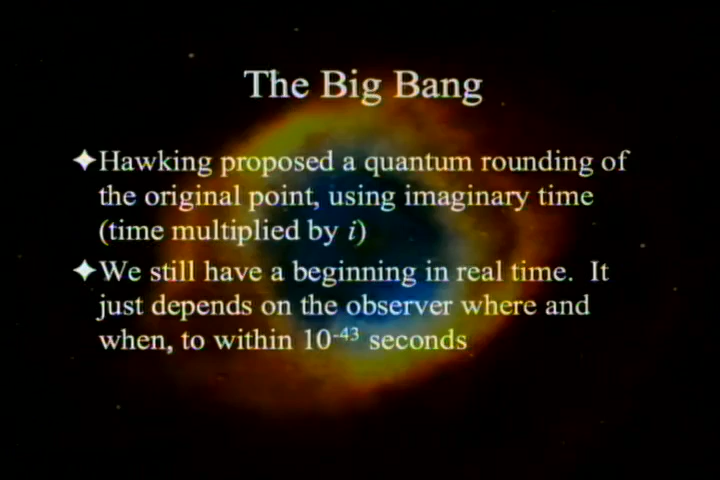 The Big Bang
Hawking proposed a quantum rounding of
the original point, using imaginary time
(time multiplied by i)
We still have a beginning in real time. It
just depends on the observer where and
when, to within 10⁻⁴³ seconds